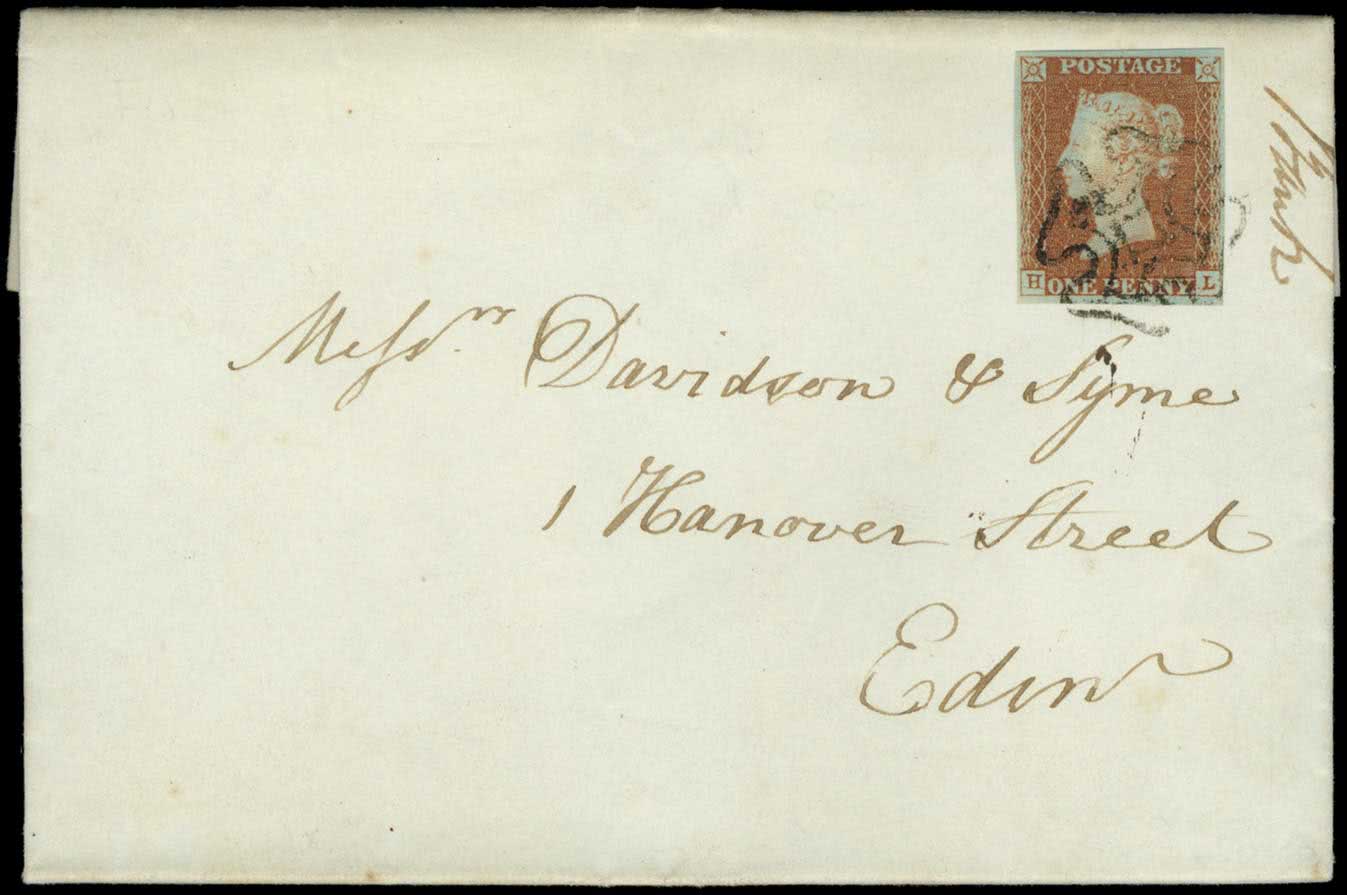 POSTAGE
H ONE PENNY L
Messrs Davidson & Syme
1 Hanover Street
Edinr